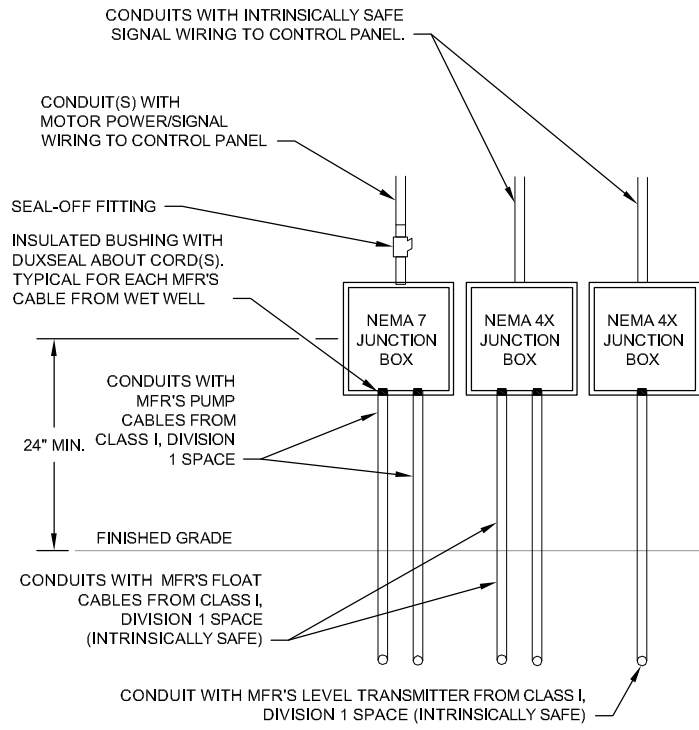 CONDUITS WITH INTRINSICALLY SAFE
SIGNAL WIRING TO CONTROL PANEL.
CONDUIT(S) WITH
MOTOR POWER/SIGNAL
WIRING TO CONTROL PANEL
SEAL-OFF FITTING
INSULATED BUSHING WITH
DUXSEAL ABOUT CORD(S).
TYPICAL FOR EACH MFR'S
CABLE FROM WET WELL
NEMA 7
JUNCTION
BOX
NEMA 4X
JUNCTION
BOX
NEMA 4X
JUNCTION
BOX
CONDUITS WITH
MFR'S PUMP
CABLES FROM
CLASS I, DIVISION
1 SPACE
24" MIN.
FINISHED GRADE
CONDUITS WITH MFR'S FLOAT
CABLES FROM CLASS I,
DIVISION 1 SPACE
(INTRINSICALLY SAFE)
CONDUIT WITH MFR'S LEVEL TRANSMITTER FROM CLASS I,
DIVISION 1 SPACE (INTRINSICALLY SAFE)